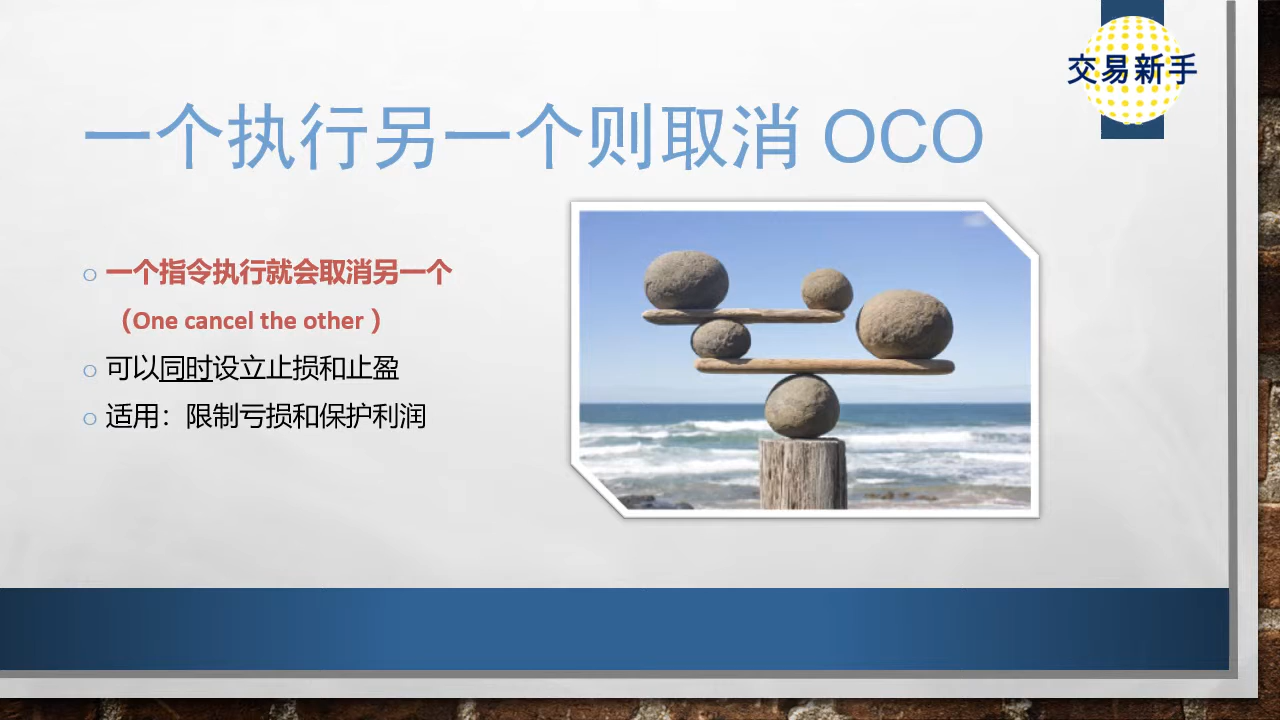 交易新手
一个执行另一个则取消 OCO
一个指令执行就会取消另一个
（One cancel the other ）
可以同时设立止损和止盈
适用：限制亏损和保护利润